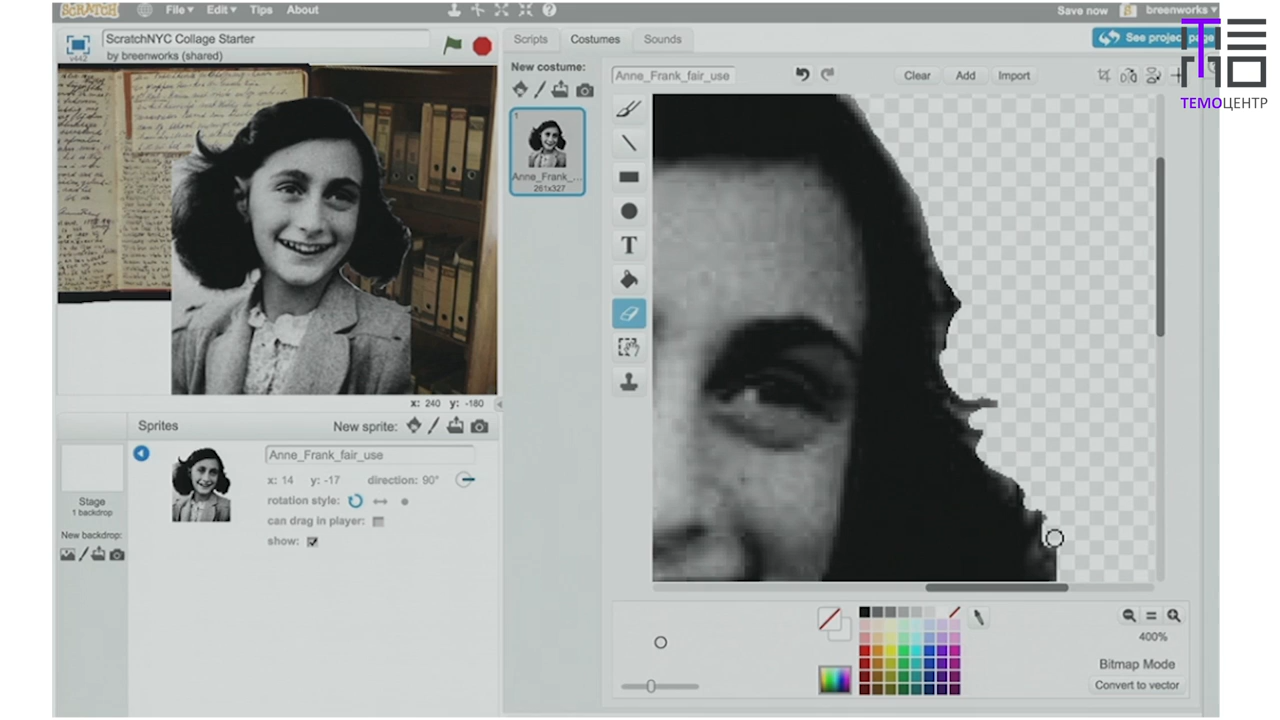 SCRATCH File Edit Tips About Save now breenworks
ScratchNYC Collage Starter
by breenworks (shared)
v442
Scripts Costumes Sounds
See project page
ТЕМОЦЕНТР
New costume:
Anne_Frank_fair_use
Clear Add Import
1
Anne_Frank_...
261x327
T
x: 240 y: -180
Sprites New sprite:
Anne_Frank_fair_use
x: 14 y: -17 direction: 90°
rotation style:
can drag in player:
show:
Stage
1 backdrop
New backdrop:
400%
Bitmap Mode
Convert to vector